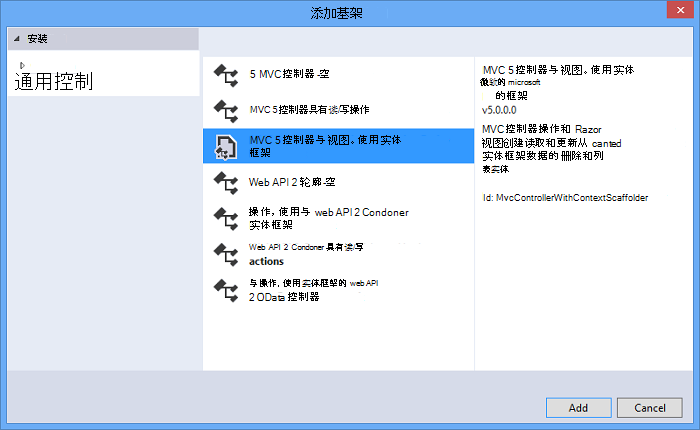 添加基架
安装
通用控制
5 MVC控制器-空
MVC 5控制器具有读/写操作
MVC 5控制器与视图。使用实体
框架
Web API 2 轮廓-空
操作，使用与 web API 2 Condoner
实体框架
Web API 2 Condoner 具有读/写
actions
与操作，使用实体框架的 web API
2 OData 控制器
MVC 5控制器与视图。使用实体
微软的 microsoft
的框架
v5.0.0.0
MVC控制器操作和 Razor
视图创建读取和更新从 canted
实体框架数据的删除和列
表实体
Id: MvcControllerWithContextScaffolder
Add
Cancel